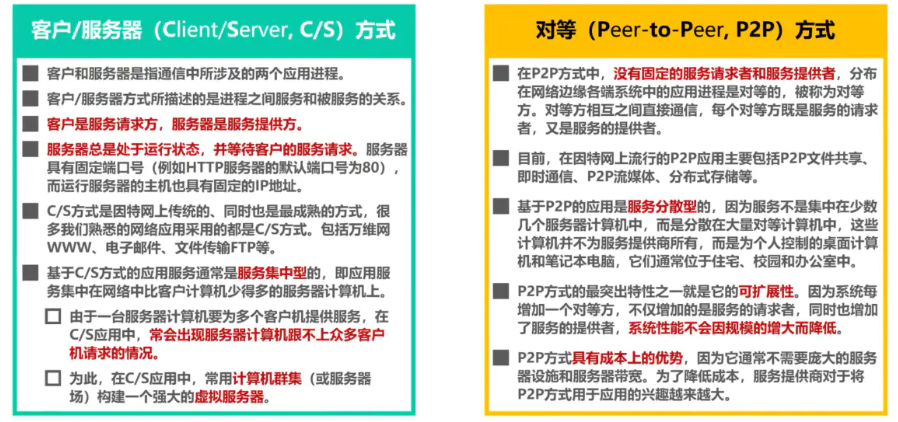 客户/服务器（Client/Server, C/S）方式
客户和服务器是指通信中所涉及的两个应用进程。
客户/服务器方式所描述的是进程之间服务和被服务的关系。
客户是服务请求方，服务器是服务提供方。
服务器总是处于运行状态，并等待客户的服务请求。服务器
具有固定端口号（例如HTTP服务器的默认端口号为80），
而运行服务器的主机也具有固定的IP地址。
C/S方式是因特网上传统的、同时也是最成熟的方式，很
多我们熟悉的网络应用采用的都是C/S方式。包括万维网
WWW、电子邮件、文件传输FTP等。
基于C/S方式的应用服务通常是服务集中型的，即应用服
务集中在网络中比客户计算机少得多的服务器计算机上。
由于一台服务器计算机要为多个客户机提供服务，在
C/S应用中，常会出现服务器计算机跟不上众多客户
机请求的情况。
为此，在C/S应用中，常用计算机群集（或服务器
场）构建一个强大的虚拟服务器。
对等（Peer-to-Peer, P2P）方式
在P2P方式中，没有固定的服务请求者和服务提供者，分布
在网络边缘各端系统中的应用进程是对等的，被称为对等
方。对等方相互之间直接通信，每个对等方既是服务的请求
者，又是服务的提供者。
目前，在因特网上流行的P2P应用主要包括P2P文件共享、
即时通信、P2P流媒体、分布式存储等。
基于P2P的应用是服务分散型的，因为服务不是集中在少数
几个服务器计算机中，而是分散在大量对等计算机中，这些
计算机并不为服务提供商所有，而是为个人控制的桌面计算
机和笔记本电脑，它们通常位于住宅、校园和办公室中。
P2P方式的最突出特性之一就是它的可扩展性。因为系统每
增加一个对等方，不仅增加的是服务的请求者，同时也增加
了服务的提供者，系统性能不会因规模的增大而降低。
P2P方式具有成本上的优势，因为它通常不需要庞大的服务
器设施和服务器带宽。为了降低成本，服务提供商对于将
P2P方式用于应用的兴趣越来越大。